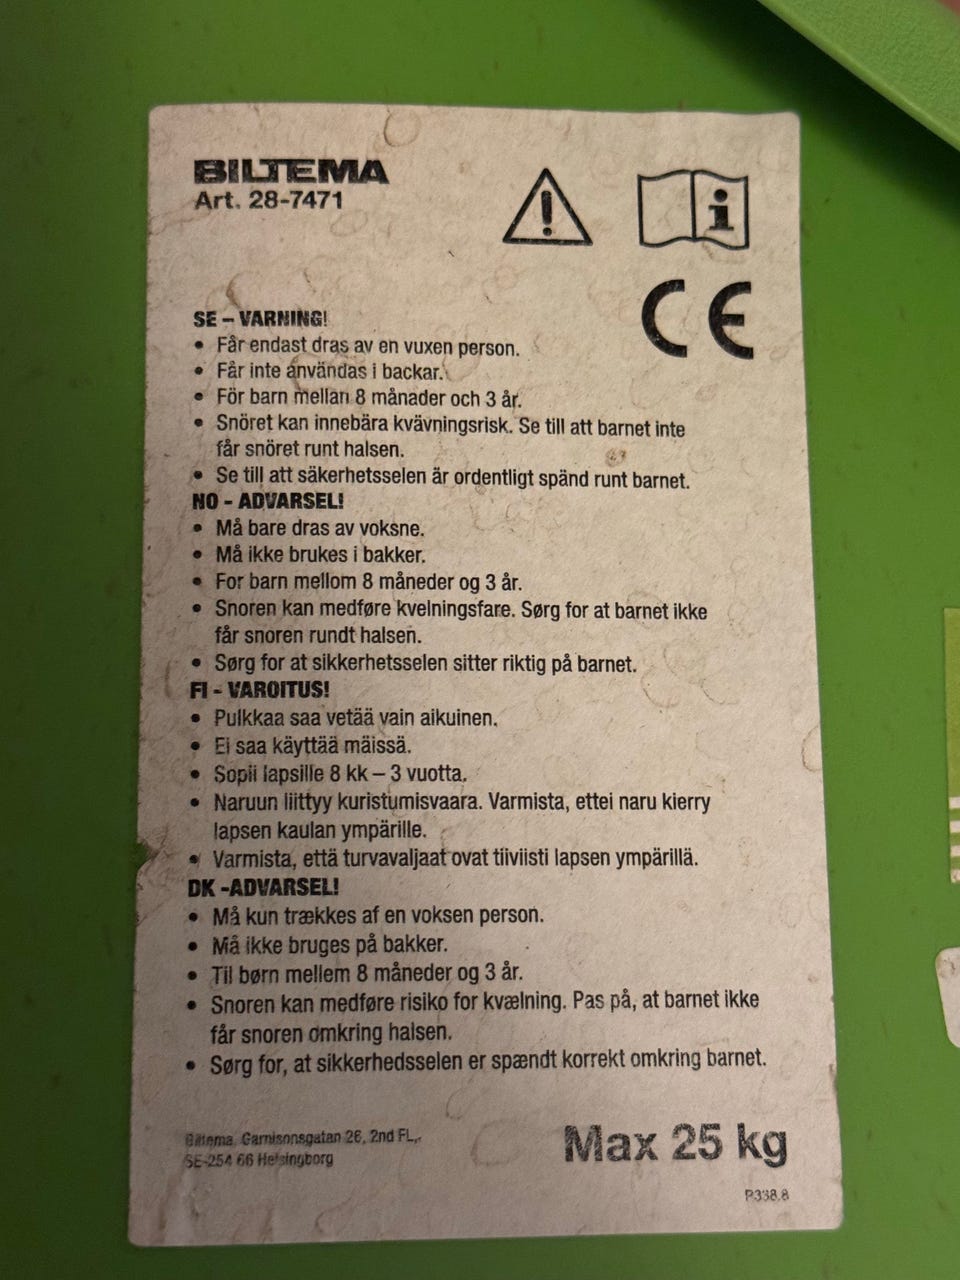 BILTEMA
Art. 28-7471
CE
SE – VARNING!
• Får endast dras av en vuxen person.
• Får inte användas i backar.
• För barn mellan 8 månader och 3 år.
• Snöret kan innebära kvävningsrisk. Se till att barnet inte
får snöret runt halsen.
• Se till att säkerhetsselen är ordentligt spänd runt barnet.
NO - ADVARSEL!
• Må bare dras av voksne.
• Må ikke brukes i bakker.
• For barn mellom 8 måneder og 3 år.
• Snoren kan medføre kvelningsfare. Sørg for at barnet ikke
får snoren rundt halsen.
• Sørg for at sikkerhetsselen sitter riktig på barnet.
FI - VAROITUS!
• Pulkkaa saa vetää vain aikuinen.
• Ei saa käyttää mäissä.
• Sopii lapsille 8 kk – 3 vuotta.
• Naruun liittyy kuristumisvaara. Varmista, ettei naru kierry
lapsen kaulan ympärille.
• Varmista, että turvavaljaat ovat tiiviisti lapsen ympärillä.
DK -ADVARSEL!
• Må kun trækkes af en voksen person.
• Må ikke bruges på bakker.
• Til børn mellem 8 måneder og 3 år.
• Snoren kan medføre risiko for kvælning. Pas på, at barnet ikke
får snoren omkring halsen.
• Sørg for, at sikkerhedsselen er spændt korrekt omkring barnet.
Biltema, Garnisonsgatan 26, 2nd FL.,
SE-254 66 Helsingborg
Max 25 kg
P338.8